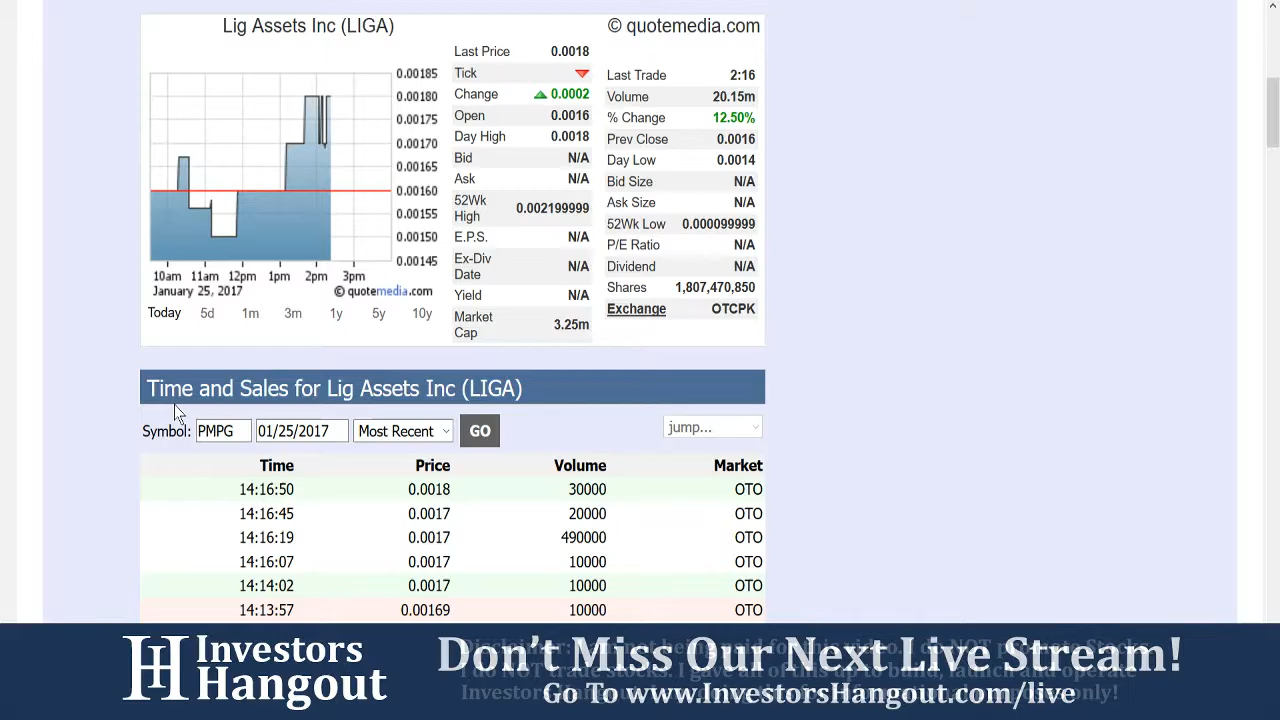 Lig Assets Inc (LIGA)
© quotemedia.com
0.00185
0.00180
0.00170
0.00165
0.00160
0.00155
0.00150
0.00145
10am 11am 12pm 1pm 2pm 3pm
January 25, 2017
© quotemedia.com
Today 5d 1m 3m 1y 5y 10y
Last Price 0.0018
Tick
Change 0.0002
Open 0.0016
Day High 0.0018
Bid N/A
Ask N/A
52Wk
High 0.002199999
E.P.S. N/A
Ex-Div
Date N/A
Yield N/A
Market
Cap 3.25m
Last Trade 2:16
Volume 20.15m
% Change 12.50%
Prev Close 0.0016
Day Low 0.0014
Bid Size N/A
Ask Size N/A
52Wk Low 0.000099999
P/E Ratio N/A
Dividend N/A
Shares 1,807,470,850
Exchange OTCPK
Time and Sales for Lig Assets Inc (LIGA)
Symbol: PMPG 01/25/2017 Most Recent GO jump...
Time Price Volume Market
14:16:50 0.0018 30000 OTO
14:16:45 0.0017 20000 OTO
14:16:19 0.0017 490000 OTO
14:16:07 0.0017 10000 OTO
14:14:02 0.0017 10000 OTO
14:13:57 0.00169 10000 OTO
IH Investors
Hangout
Don't Miss Our Next Live Stream!
Go To www.InvestorsHangout.com/live